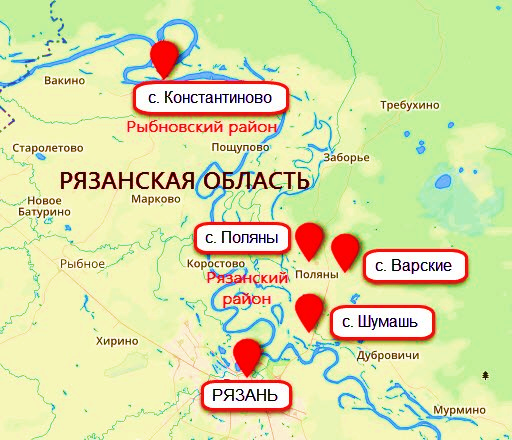 Вакино
с. Константиново
Требухино
Рыбновский район
Старолетово
Пощупово
Заборье
РЯЗАНСКАЯ ОБЛАСТЬ
Новое
Батурино
Марково
с. Поляны
Рыбное
Коростово
Поляны
с. Варские
Рязанский
район
с. Шумашь
Хирино
Дубровичи
РЯЗАНЬ
Мурмино